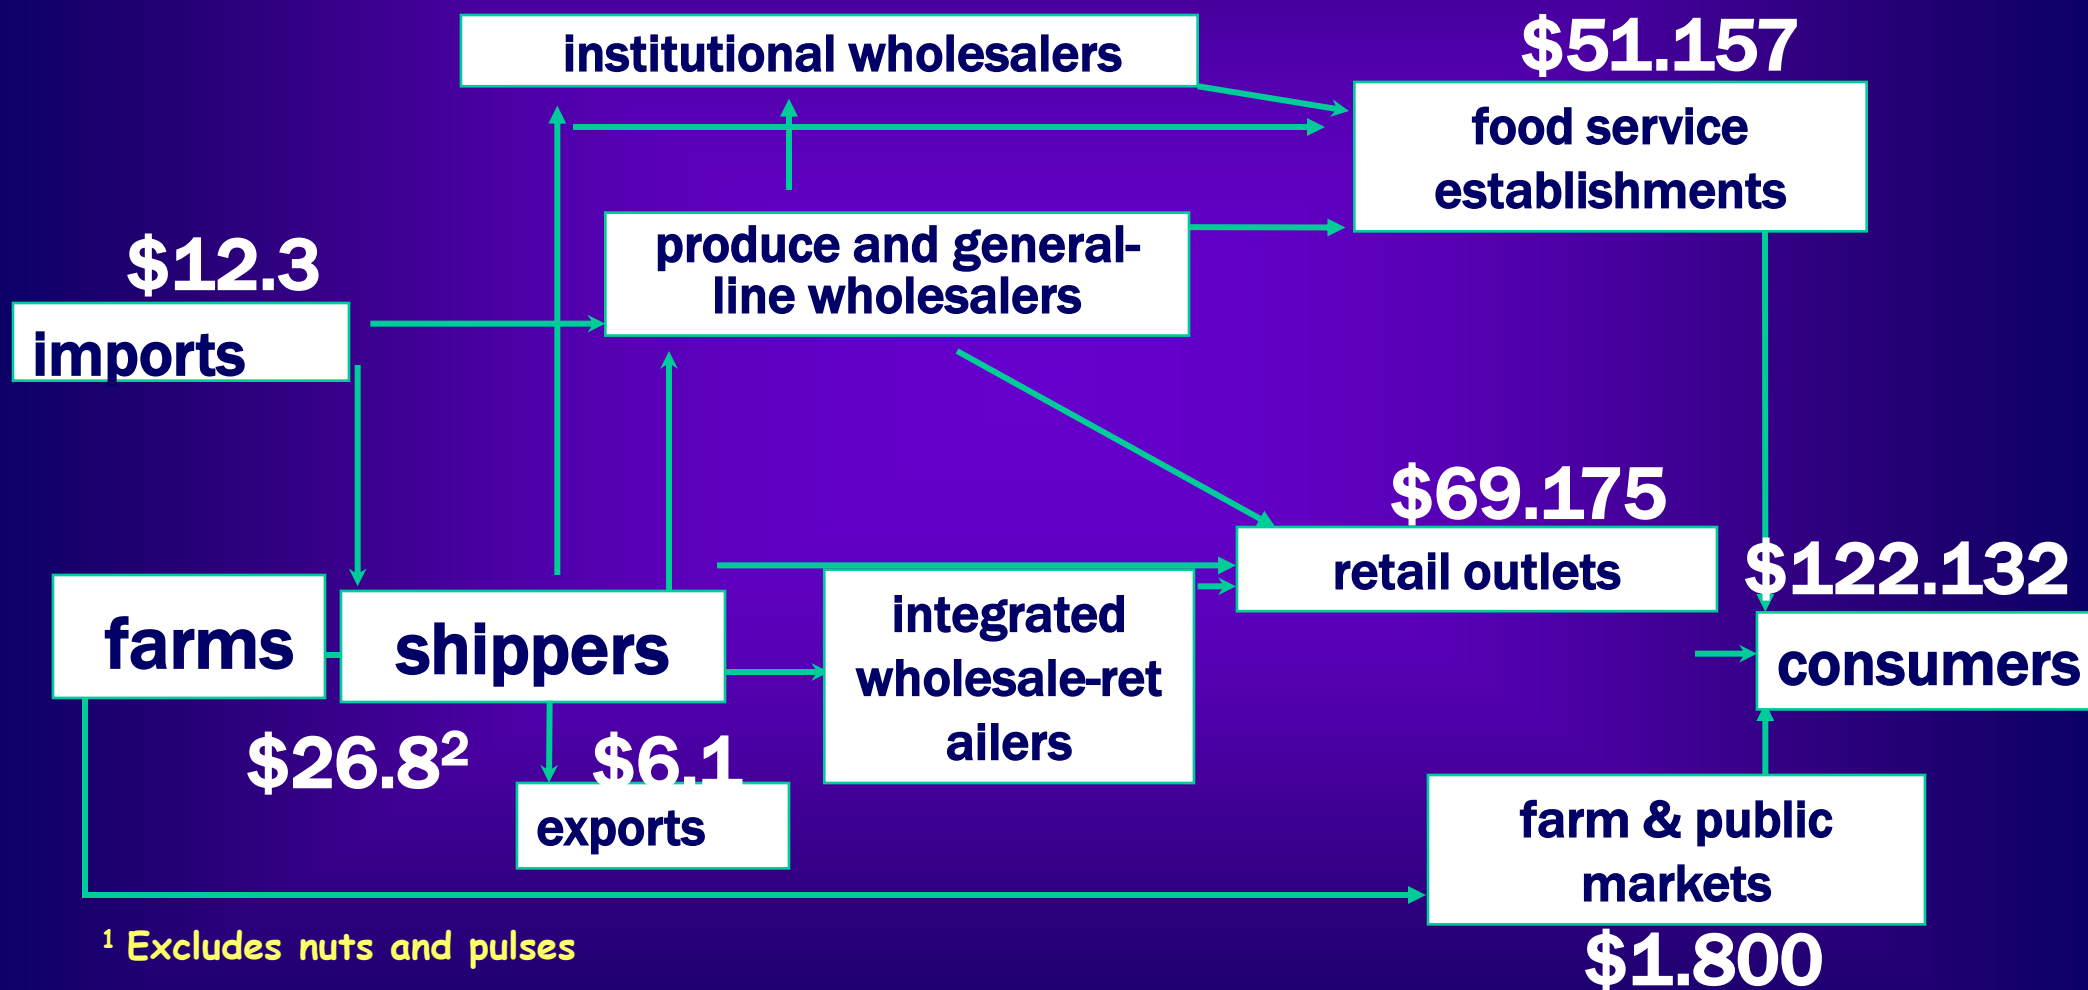 institutional wholesalers
$51.157
food service
establishments
produce and general-
line wholesalers
$12.3
imports
$69.175
retail outlets
$122.132
consumers
farms
shippers
integrated
wholesale-ret
ailers
$26.8²
$6.1
exports
farm & public
markets
$1.800
¹ Excludes nuts and pulses